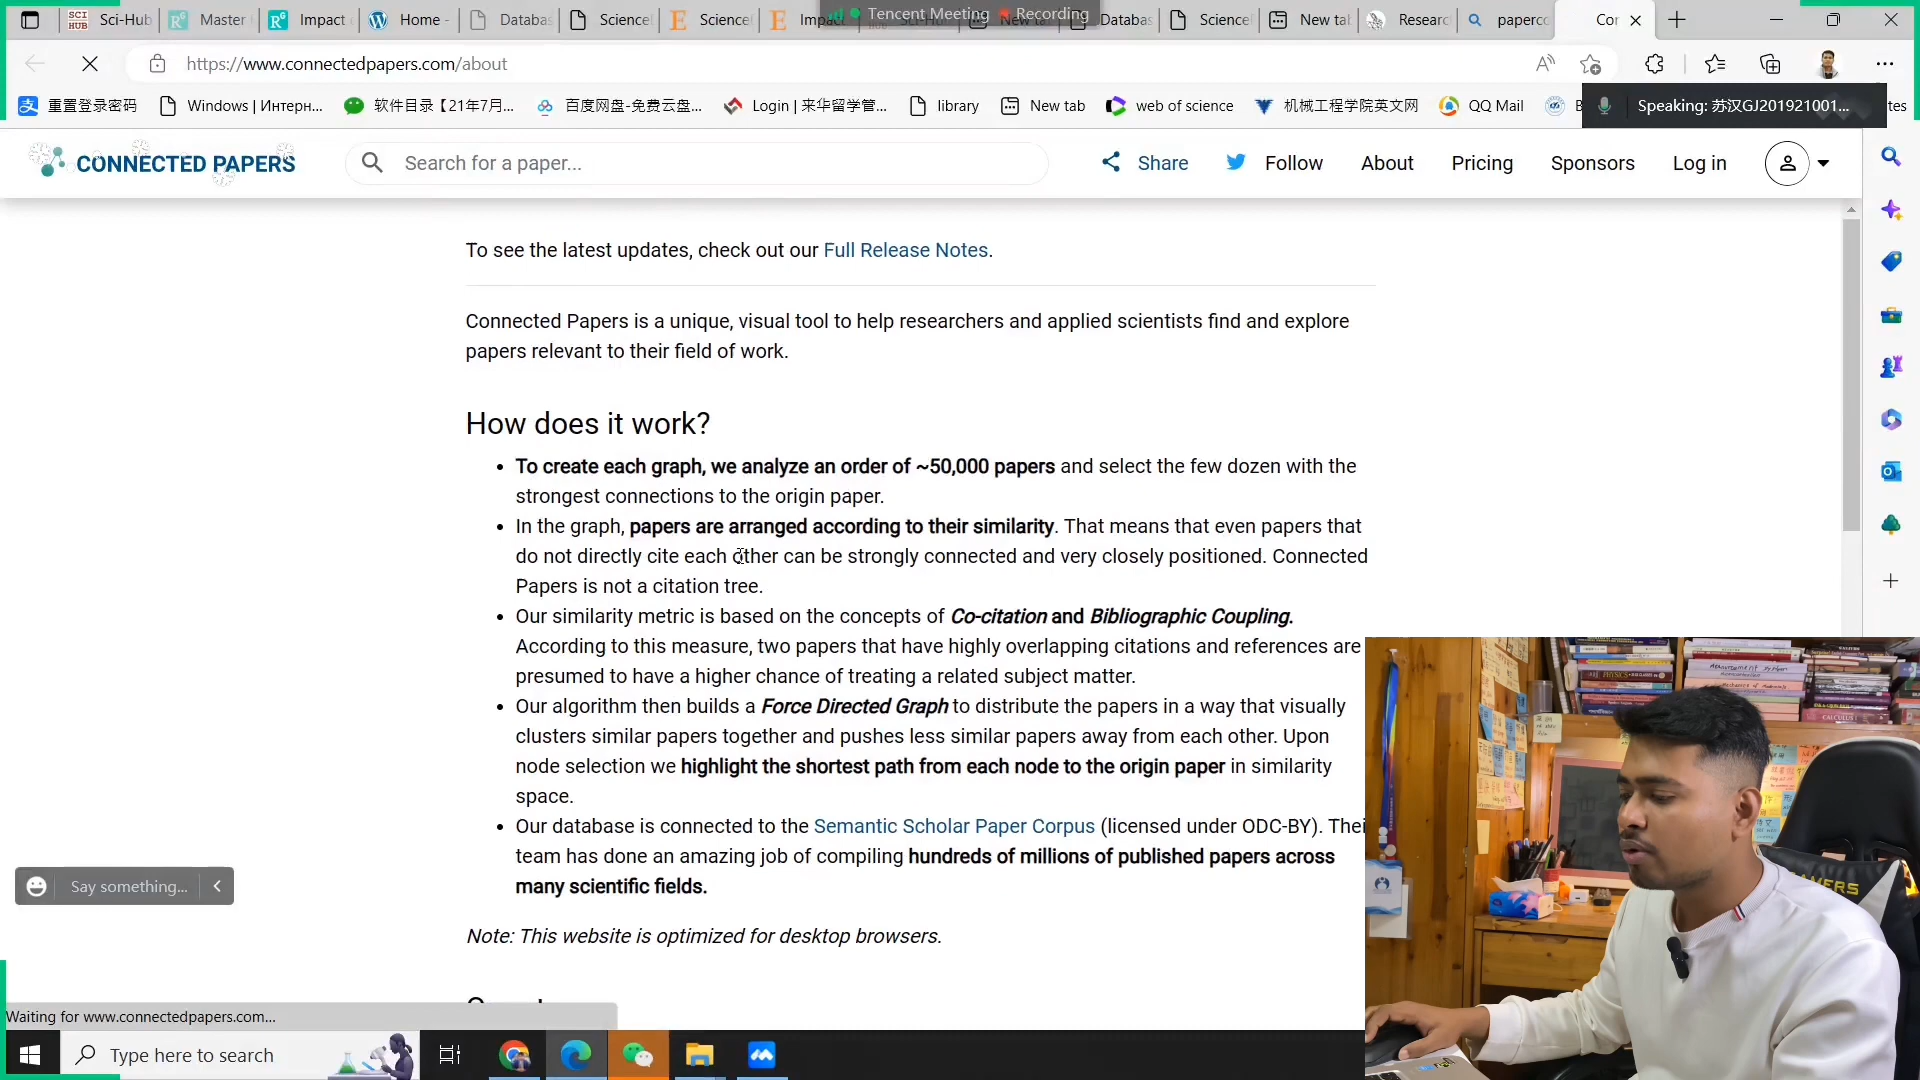 Sci-Hub
Master
Impact
Home -
Databas
Science
Science
Impac
Tencent Meeting
Recording
Databas
Science
New tab
Researc
paperco
Con
https://www.connectedpapers.com/about
重置登录密码
Windows | Интерн...
软件目录【21年7月...
百度网盘-免费云盘...
Login | 来华留学管...
library
New tab
web of science
机械工程学院英文网
QQ Mail
Speaking: 苏汉GJ201921001...
CONNECTED PAPERS
Search for a paper...
Share
Follow
About
Pricing
Sponsors
Log in
To see the latest updates, check out our Full Release Notes.
Connected Papers is a unique, visual tool to help researchers and applied scientists find and explore
papers relevant to their field of work.
How does it work?
• To create each graph, we analyze an order of ~50,000 papers and select the few dozen with the
strongest connections to the origin paper.
• In the graph, papers are arranged according to their similarity. That means that even papers that
do not directly cite each other can be strongly connected and very closely positioned. Connected
Papers is not a citation tree.
• Our similarity metric is based on the concepts of Co-citation and Bibliographic Coupling.
According to this measure, two papers that have highly overlapping citations and references are
presumed to have a higher chance of treating a related subject matter.
• Our algorithm then builds a Force Directed Graph to distribute the papers in a way that visually
clusters similar papers together and pushes less similar papers away from each other. Upon
node selection we highlight the shortest path from each node to the origin paper in similarity
space.
• Our database is connected to the Semantic Scholar Paper Corpus (licensed under ODC-BY). Thei
team has done an amazing job of compiling hundreds of millions of published papers across
many scientific fields.
Note: This website is optimized for desktop browsers.
Say something...
Waiting for www.connectedpapers.com...
Type here to search